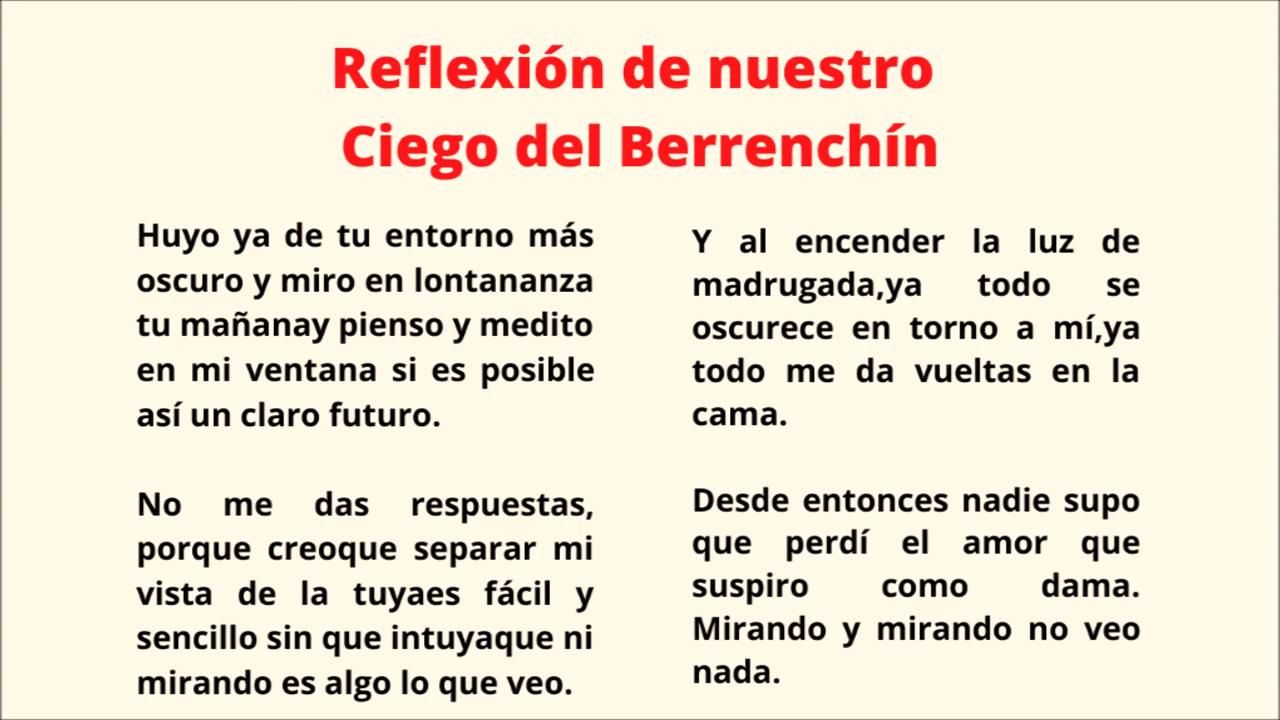 Reflexión de nuestro
Ciego del Berrenchín
Huyo ya de tu entorno más
oscuro y miro en lontananza
tu mañanay pienso y medito
en mi ventana si es posible
así un claro futuro.
No me das respuestas,
porque creoque separar mi
vista de la tuyaes fácil y
sencillo sin que intuyaque ni
mirando es algo lo que veo.
Y al encender la luz de
madrugada,ya todo se
oscurece en torno a mí,ya
todo me da vueltas en la
cama.
Desde entonces nadie supo
que perdí el amor que
suspiro como dama.
Mirando y mirando no veo
nada.